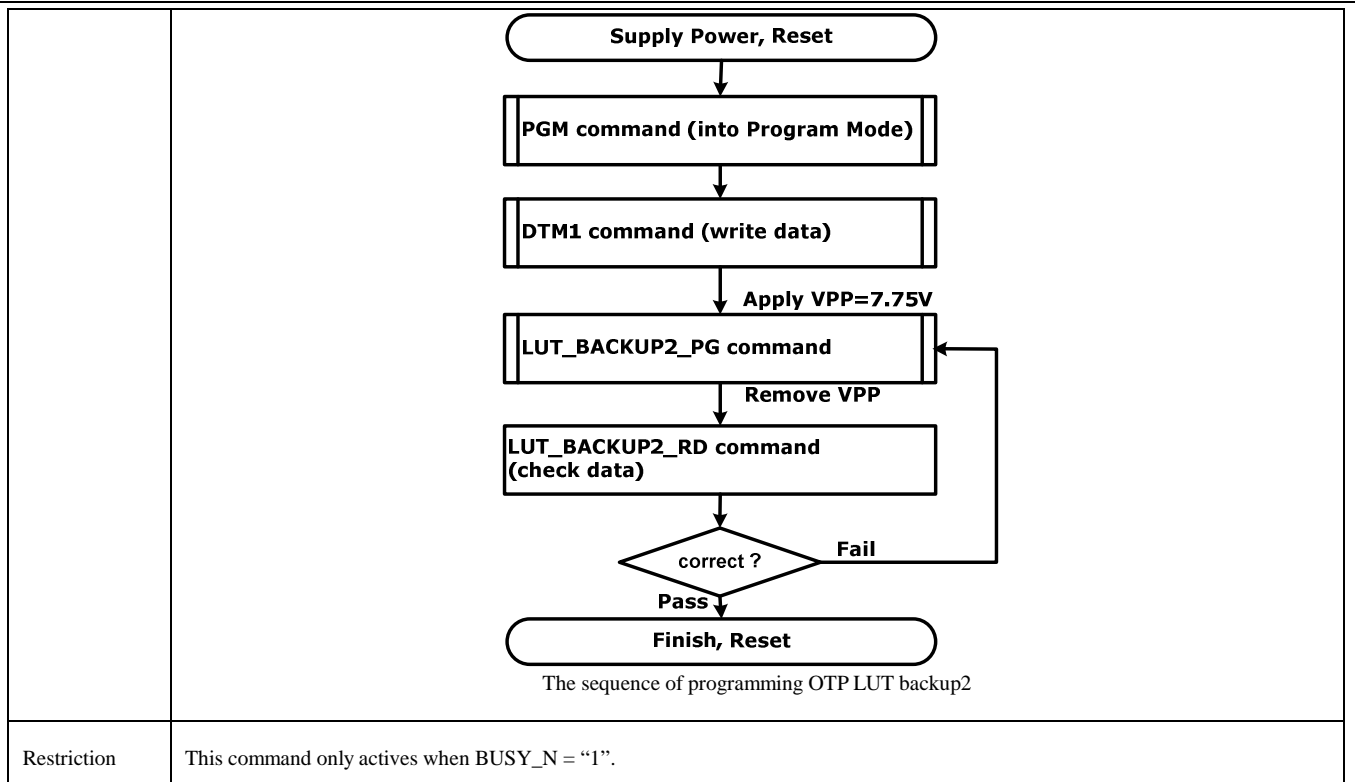 Supply Power, Reset
PGM command (into Program Mode)
DTM1 command (write data)
Apply VPP=7.75V
LUT_BACKUP2_PG command
Remove VPP
LUT_BACKUP2_RD command
(check data)
correct ?
Fail
Pass
Finish, Reset
The sequence of programming OTP LUT backup2
Restriction
This command only actives when BUSY_N = “1”.